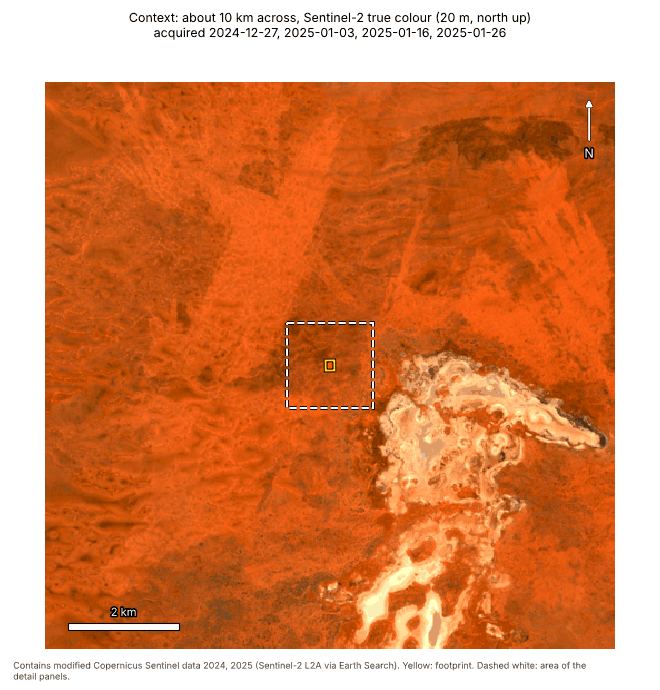 Context: about 10 km across, Sentinel-2 true colour (20 m, north up)
acquired 2024-12-27, 2025-01-03, 2025-01-16, 2025-01-26
N
2 km
Contains modified Copernicus Sentinel data 2024, 2025 (Sentinel-2 L2A via Earth Search). Yellow: footprint. Dashed white: area of the
detail panels.